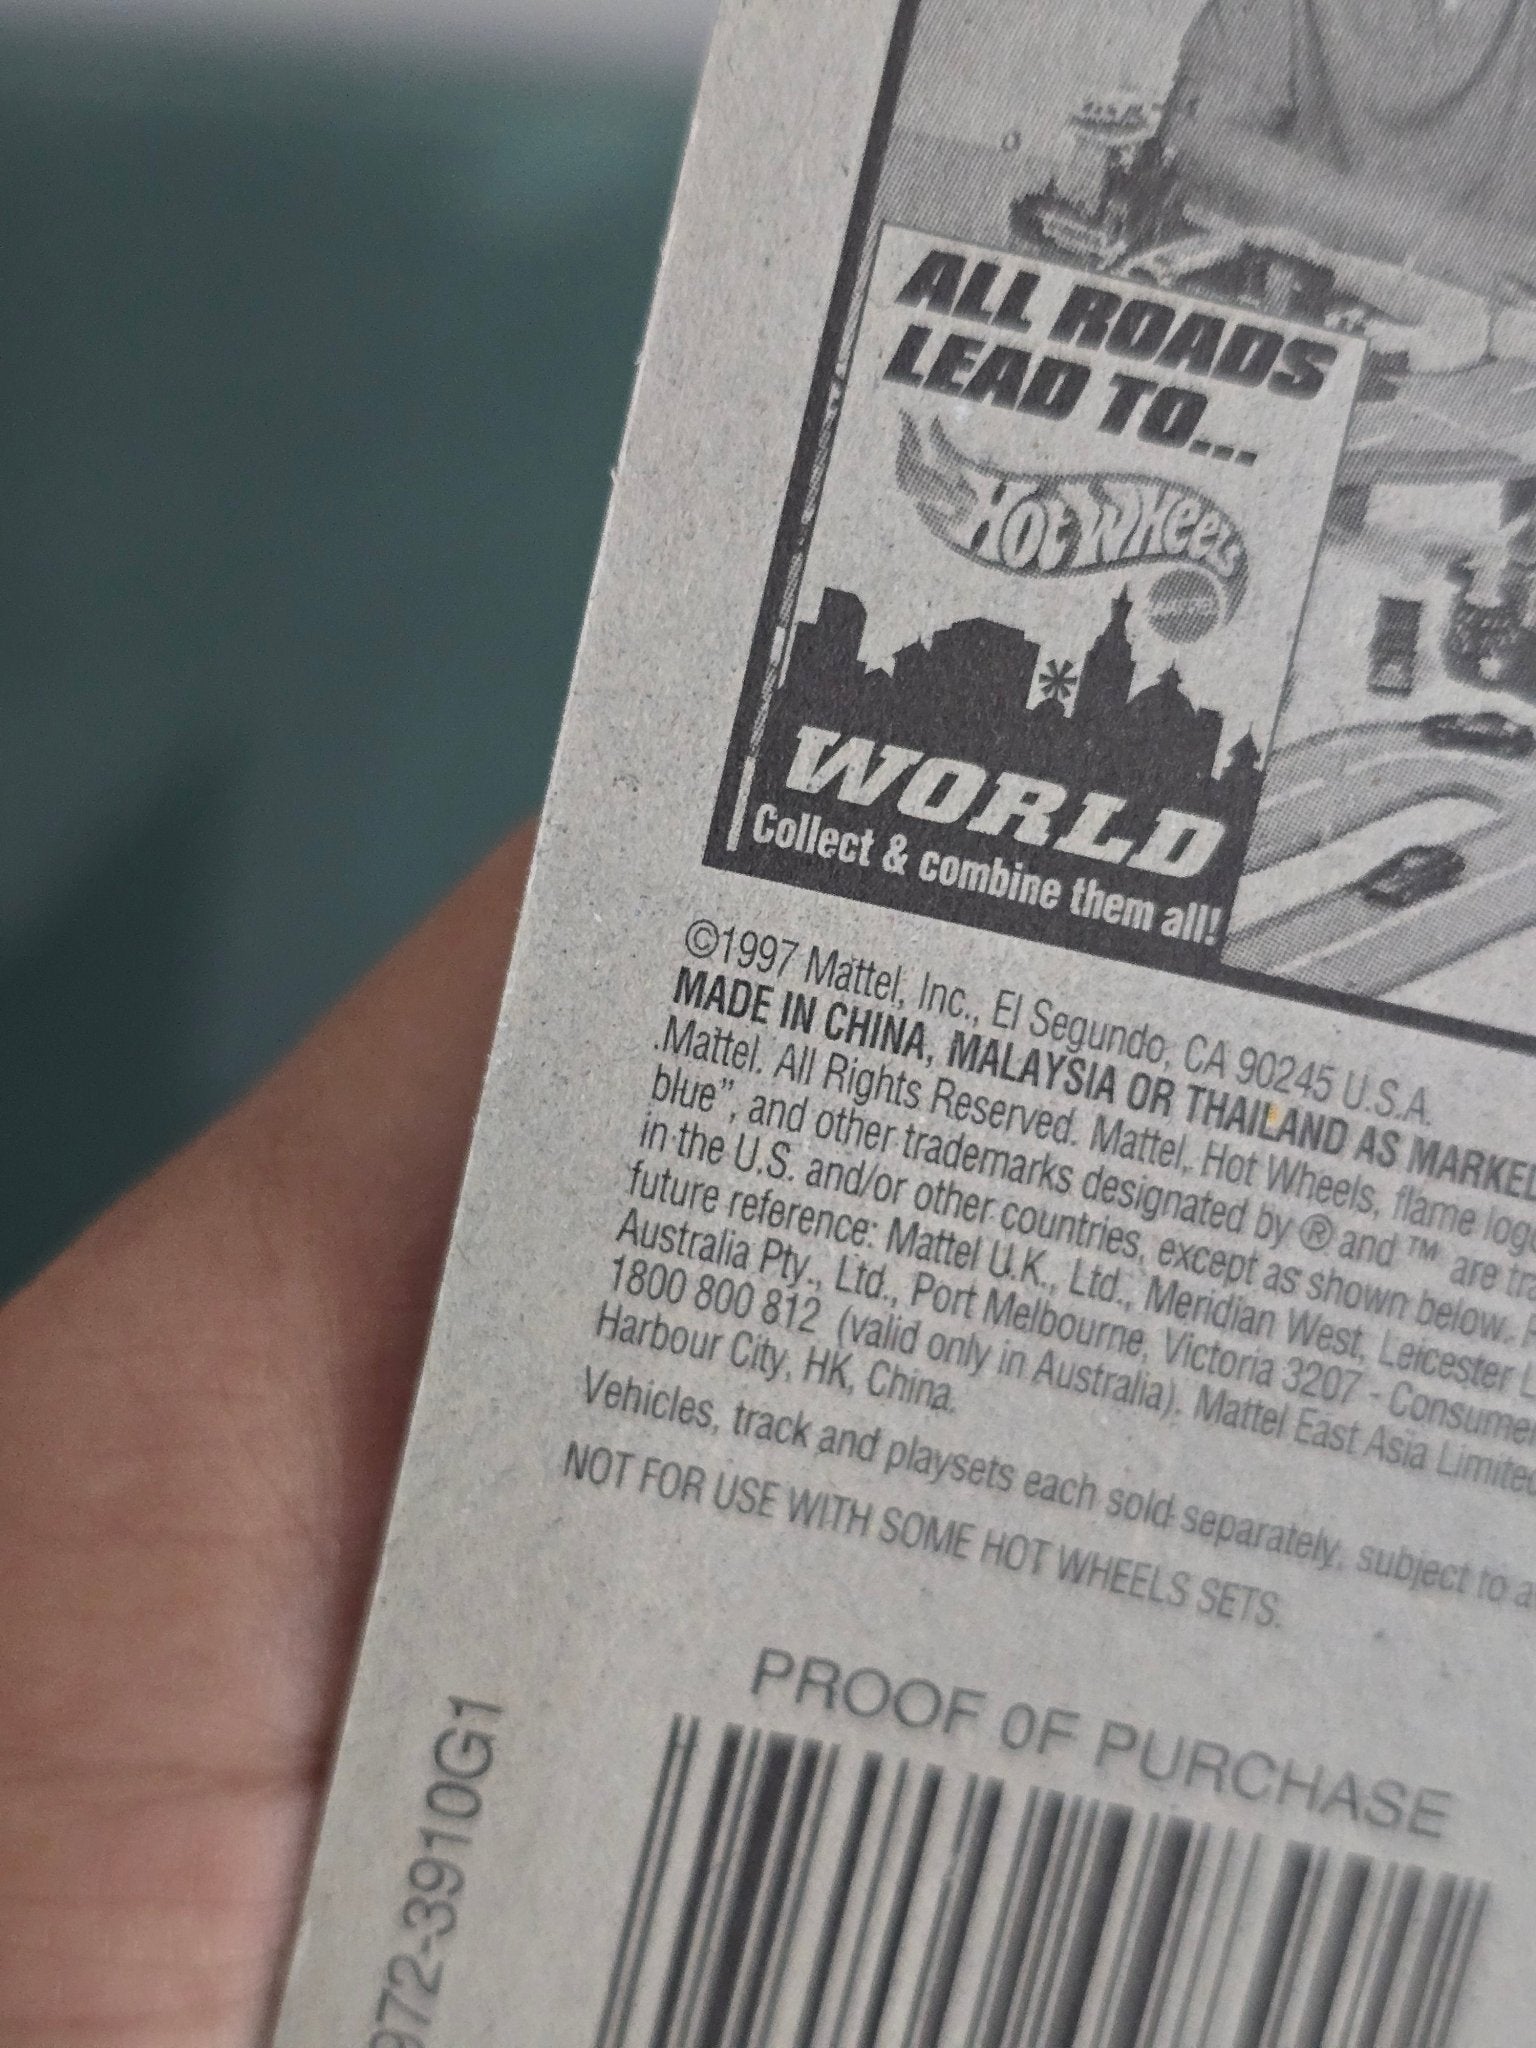 ALL ROADS
LEAD TO...
Hot Wheels
WORLD
Collect & combine them all!
©1997 Mattel, Inc., El Segundo, CA 90245 U.S.A.
MADE IN CHINA, MALAYSIA OR THAILAND AS MARKED
.Mattel. All Rights Reserved. Mattel, Hot Wheels, flame logo
blue”, and other trademarks designated by ® and ™ are tra
in the U.S. and/or other countries, except as shown below.
future reference: Mattel U.K., Ltd., Meridian West, Leicester
Australia Pty., Ltd., Port Melbourne, Victoria 3207 - Consumer
1800 800 812 (valid only in Australia). Mattel East Asia Limited
Harbour City, HK, China.
Vehicles, track and playsets each sold separately, subject to a
NOT FOR USE WITH SOME HOT WHEELS SETS.
PROOF OF PURCHASE
972-3910G1